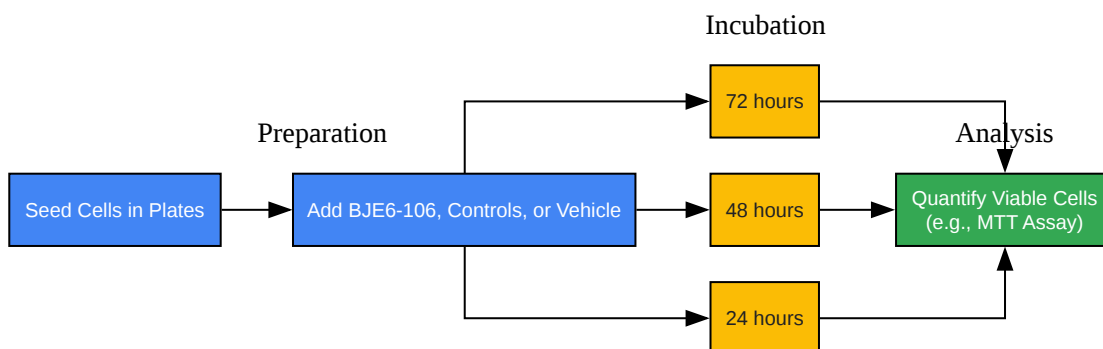 Incubation
72 hours
Preparation
Analysis
Seed Cells in Plates
Add BJE6-106, Controls, or Vehicle
48 hours
Quantify Viable Cells
(e.g., MTT Assay)
24 hours